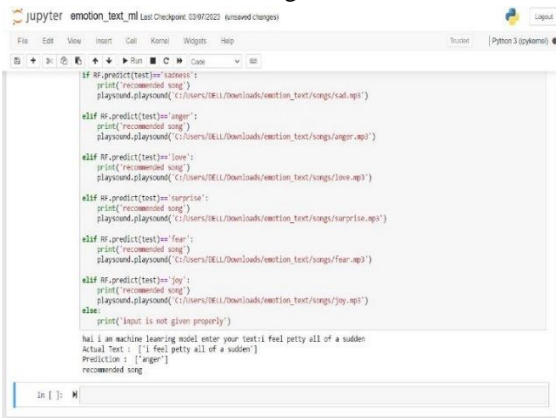 jupyter emotion_text_ml Last Checkpoint: 03/07/2023 (unsaved changes)
Logout
File Edit View Insert Cell Kernel Widgets Help
Trusted
Python 3 (ipykernel)
Run
Code
if RF.predict(test)=='sadness':
print('recommended song')
playsound.playsound('C:/Users/DELL/Downloads/emotion_text/songs/sad.mp3')
elif RF.predict(test)=='anger':
print('recommended song')
playsound.playsound('C:/Users/DELL/Downloads/emotion_text/songs/anger.mp3')
elif RF.predict(test)=='love':
print('recommended song')
playsound.playsound('C:/Users/DELL/Downloads/emotion_text/songs/love.mp3')
elif RF.predict(test)=='surprise':
print('recommended song')
playsound.playsound('C:/Users/DELL/Downloads/emotion_text/songs/surprise.mp3')
elif RF.predict(test)=='fear':
print('recommended song')
playsound.playsound('C:/Users/DELL/Downloads/emotion_text/songs/fear.mp3')
elif RF.predict(test)=='joy':
print('recommended song')
playsound.playsound('C:/Users/DELL/Downloads/emotion_text/songs/joy.mp3')
else:
print('input is not given properly')
hai i am machine leanring model enter your text:i feel petty all of a sudden
Actual Text : ['i feel petty all of a sudden']
Prediction : ['anger']
recommended song
In [ ]: